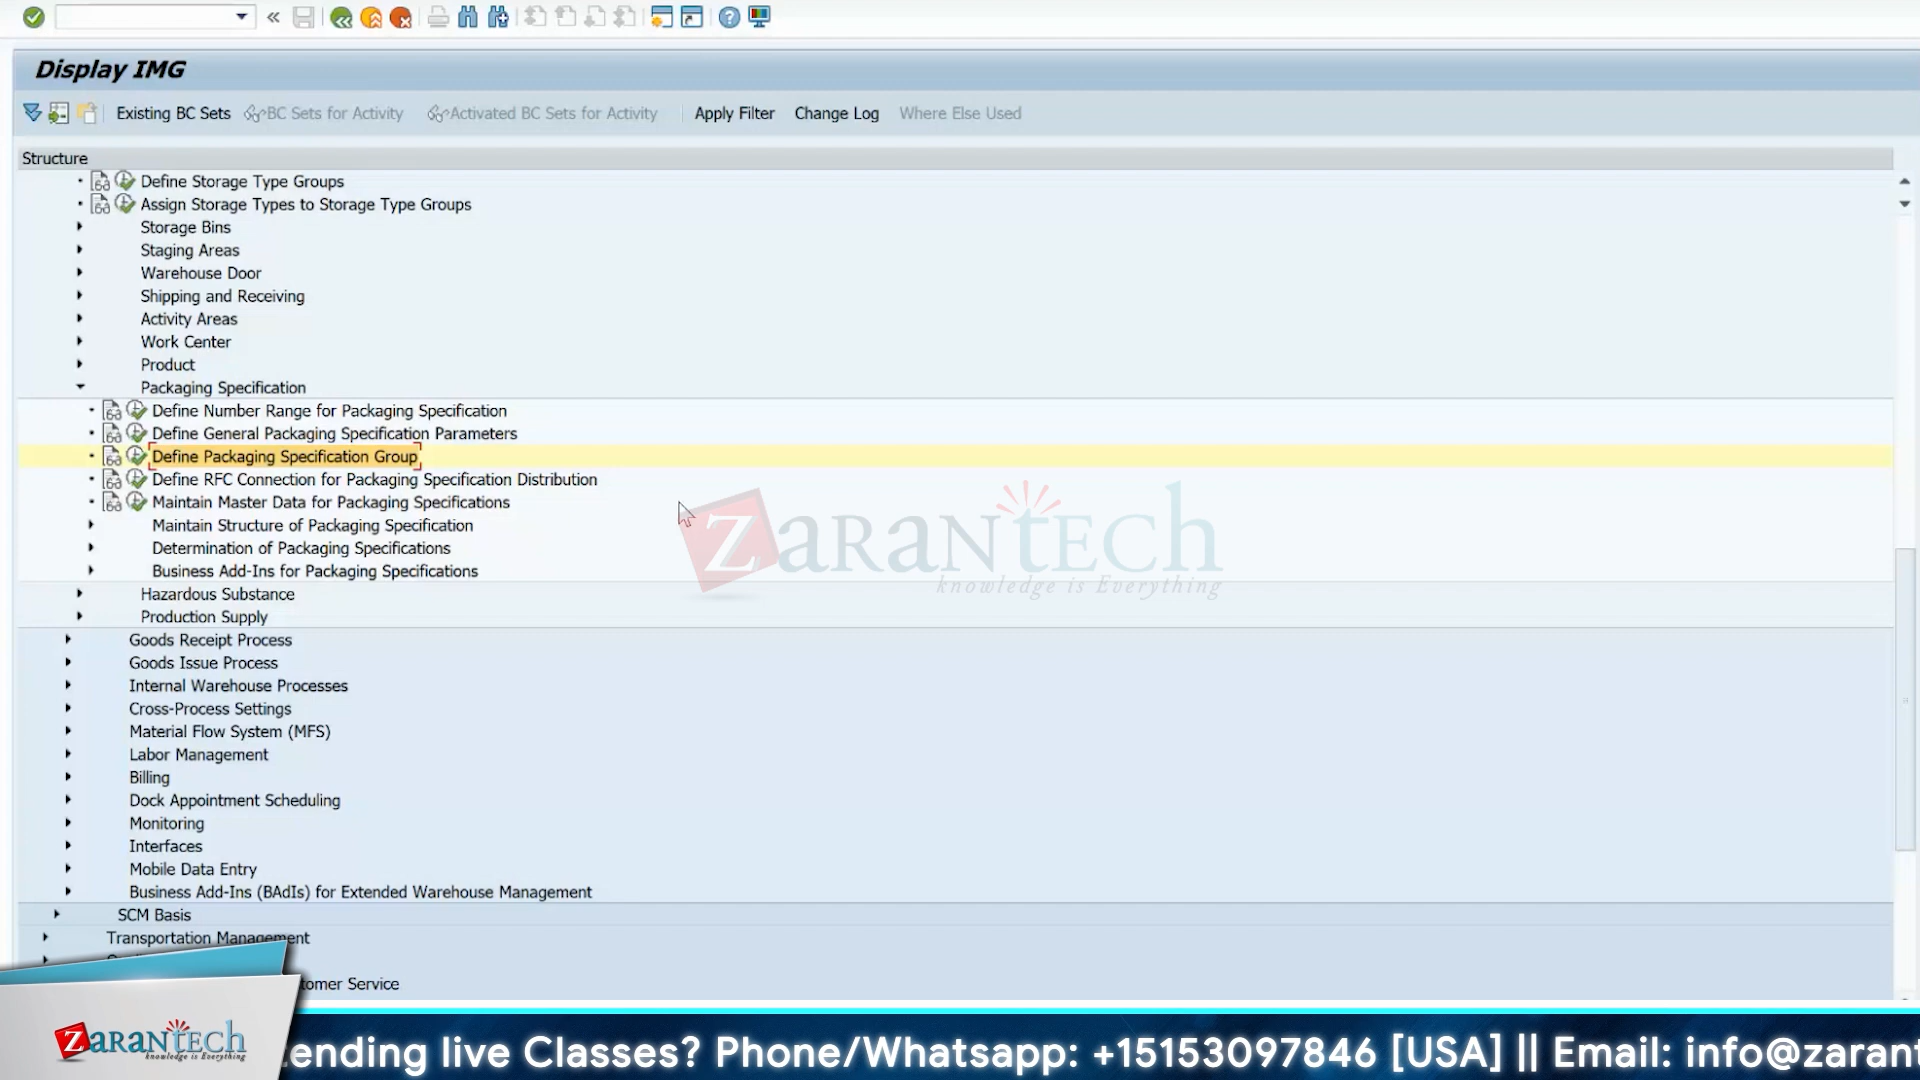 Display IMG
Existing BC Sets BC Sets for Activity Activated BC Sets for Activity Apply Filter Change Log Where Else Used
Structure
Define Storage Type Groups
Assign Storage Types to Storage Type Groups
Storage Bins
Staging Areas
Warehouse Door
Shipping and Receiving
Activity Areas
Work Center
Product
Packaging Specification
Define Number Range for Packaging Specification
Define General Packaging Specification Parameters
Define Packaging Specification Group
Define RFC Connection for Packaging Specification Distribution
Maintain Master Data for Packaging Specifications
Maintain Structure of Packaging Specification
Determination of Packaging Specifications
Business Add-Ins for Packaging Specifications
Hazardous Substance
Production Supply
Goods Receipt Process
Goods Issue Process
Internal Warehouse Processes
Cross-Process Settings
Material Flow System (MFS)
Labor Management
Billing
Dock Appointment Scheduling
Monitoring
Interfaces
Mobile Data Entry
Business Add-Ins (BAdIs) for Extended Warehouse Management
SCM Basis
Transportation Management
tomer Service
ZARANTECH
knowledge is Everything
ZARANTECH
knowledge is Everything
ending live Classes? Phone/Whatsapp: +15153097846 [USA] || Email: info@zarant